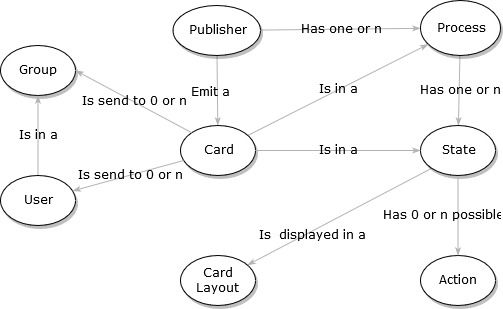 Publisher
Has one or n
Process
Group
Is send to 0 or n
Emit a
Is in a
Has one or n
Is in a
Card
Is in a
State
Is send to 0 or n
User
Has 0 or n possible
Is  displayed in a
Card
Layout
Action